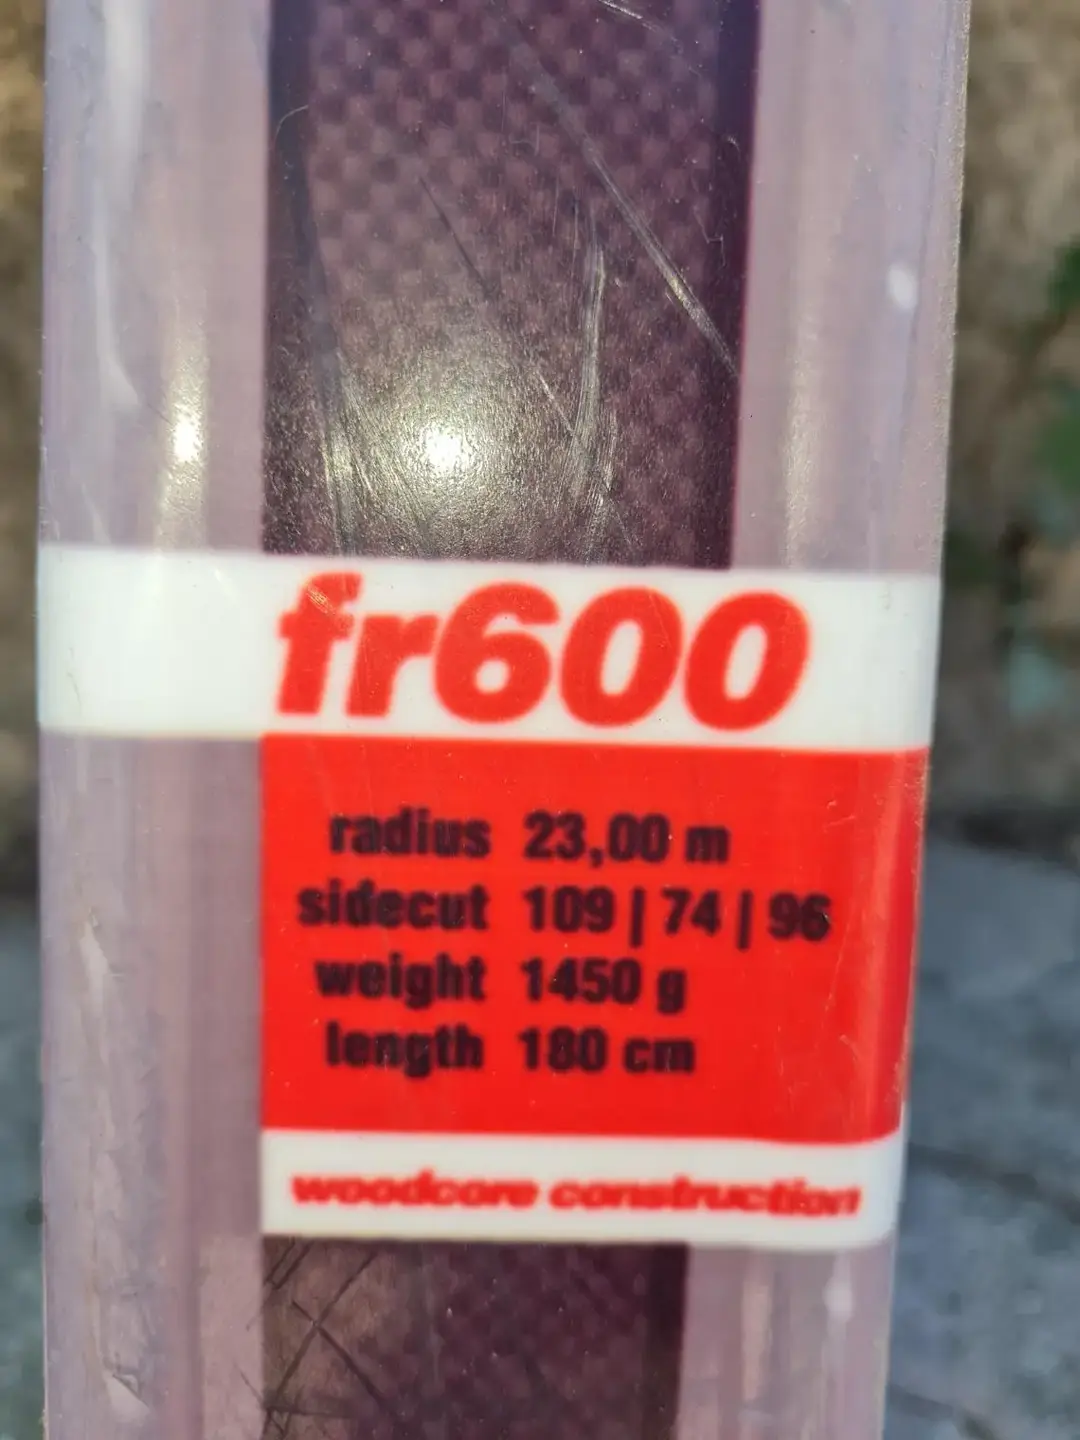 fr600
radius 23,00 m
sidecut 109 | 74 | 96
weight 1450 g
length 180 cm
woodcore construction